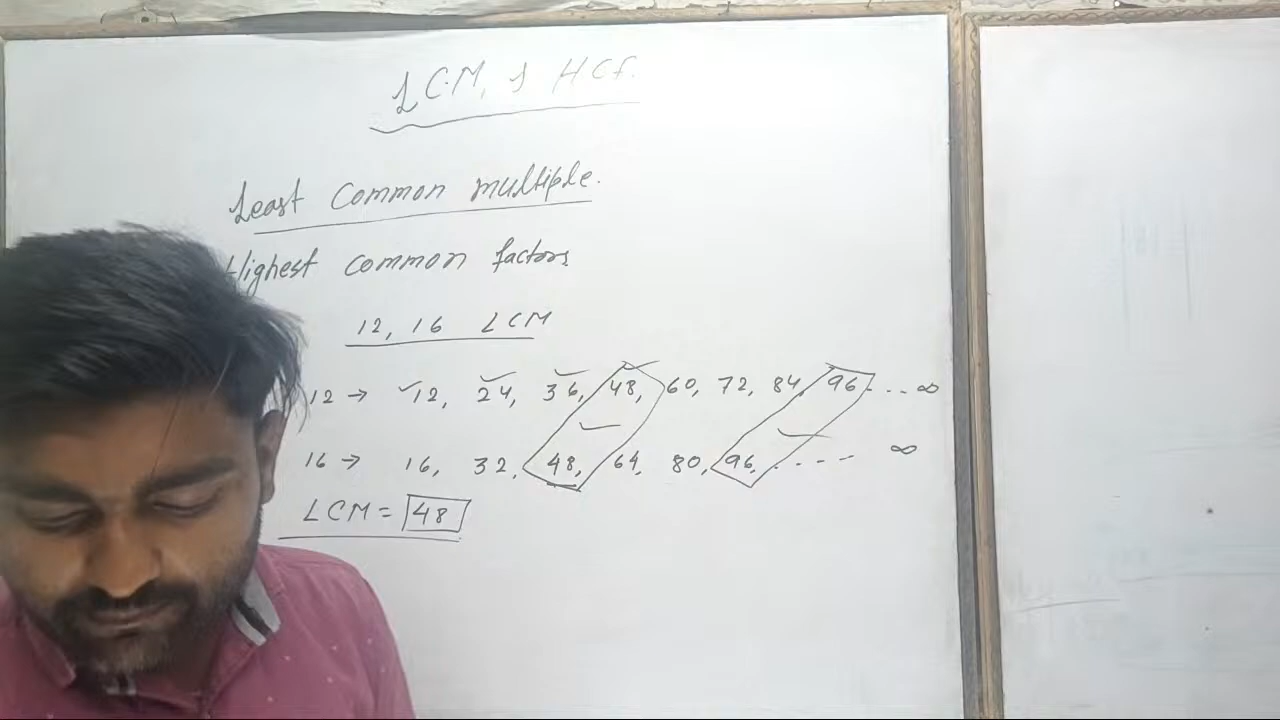 LCM, & HCF.
Least Common multiple.
Highest common factors
12, 16 LCM
12 → 12, 24, 36, 48, 60, 72, 84, 96, .. ∞
16 → 16, 32, 48, 64, 80, 96, .... ∞
LCM = 48